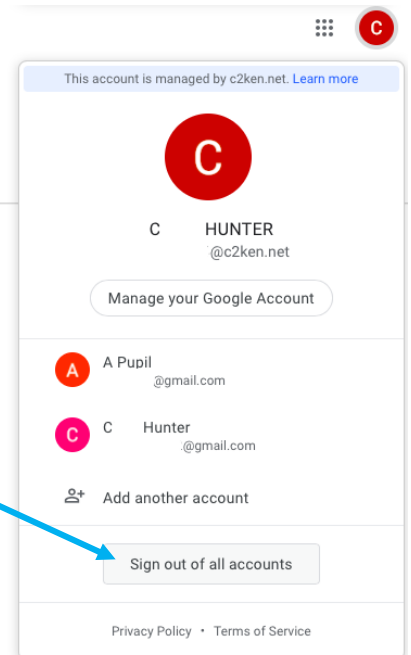 C
This account is managed by c2ken.net. Learn more
C
C HUNTER
@c2ken.net
Manage your Google Account
A
A Pupil
@gmail.com
C
C Hunter
.@gmail.com
Add another account
Sign out of all accounts
Privacy Policy • Terms of Service